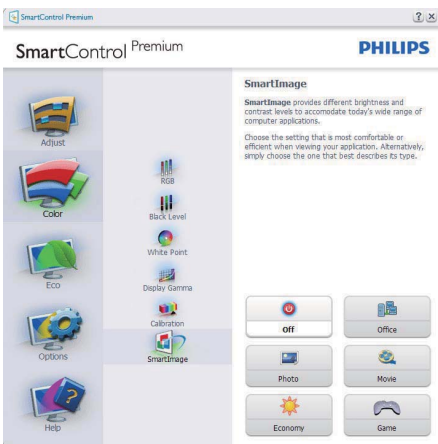 SmartControl Premium
SmartControl Premium
PHILIPS
Adjust
Color
Eco
Options
Help
RGB
Black Level
White Point
Display Gamma
Calibration
SmartImage
SmartImage
SmartImage provides different brightness and
contrast levels to accomodate today's wide range of
computer applications.
Choose the setting that is most comfortable or
efficient when viewing your application. Alternatively,
simply choose the one that best describes its type.
Off
Office
Photo
Movie
Economy
Game